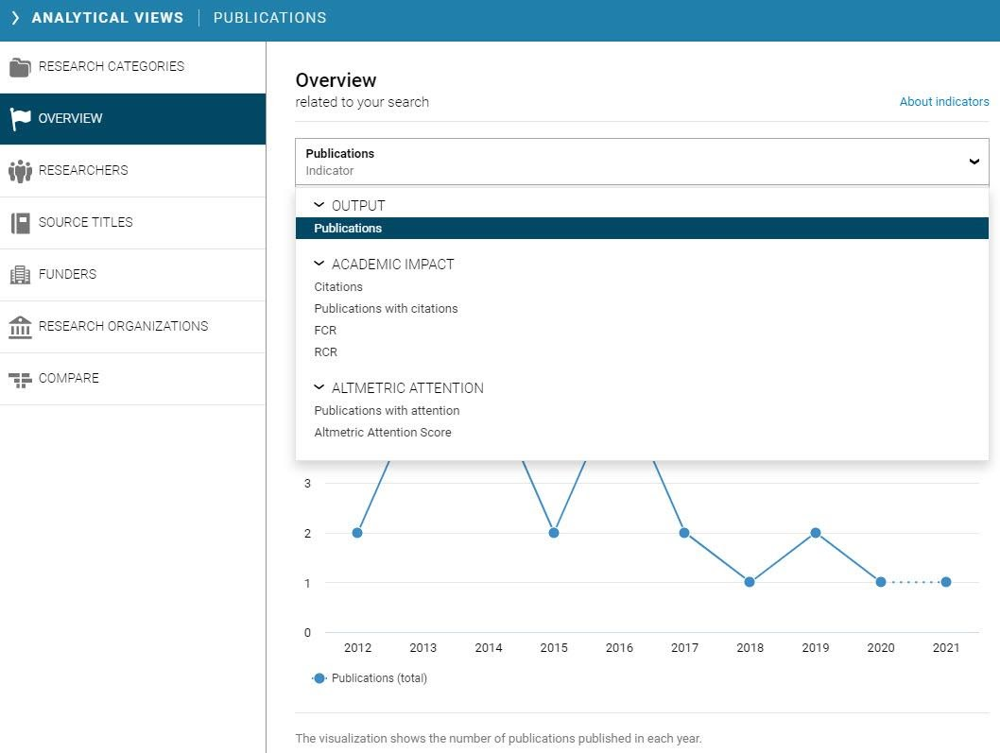 ANALYTICAL VIEWS PUBLICATIONS
RESEARCH CATEGORIES
OVERVIEW
RESEARCHERS
SOURCE TITLES
FUNDERS
RESEARCH ORGANIZATIONS
COMPARE
Overview
related to your search
About indicators
Publications
Indicator
OUTPUT
Publications
ACADEMIC IMPACT
Citations
Publications with citations
FCR
RCR
ALTMETRIC ATTENTION
Publications with attention
Altmetric Attention Score
3
2
1
0
2012 2013 2014 2015 2016 2017 2018 2019 2020 2021
Publications (total)
The visualization shows the number of publications published in each year.